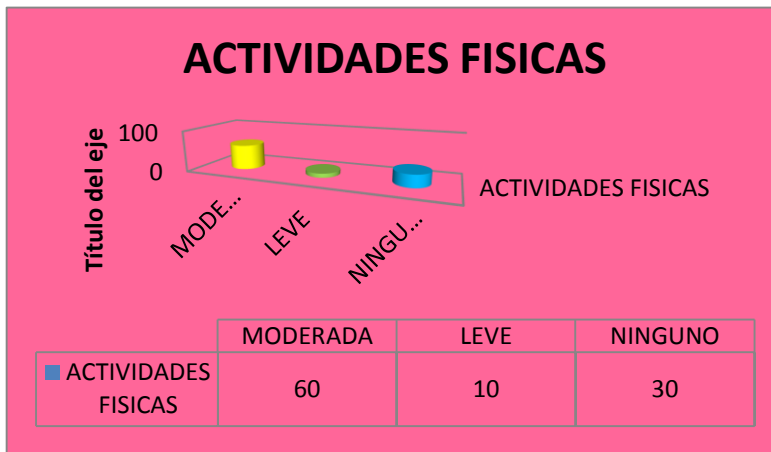 ACTIVIDADES FISICAS
Título del eje
100
0
MODE...
LEVE
NINGU...
ACTIVIDADES FISICAS
MODERADA LEVE NINGUNO
ACTIVIDADES
FISICAS
60 10 30